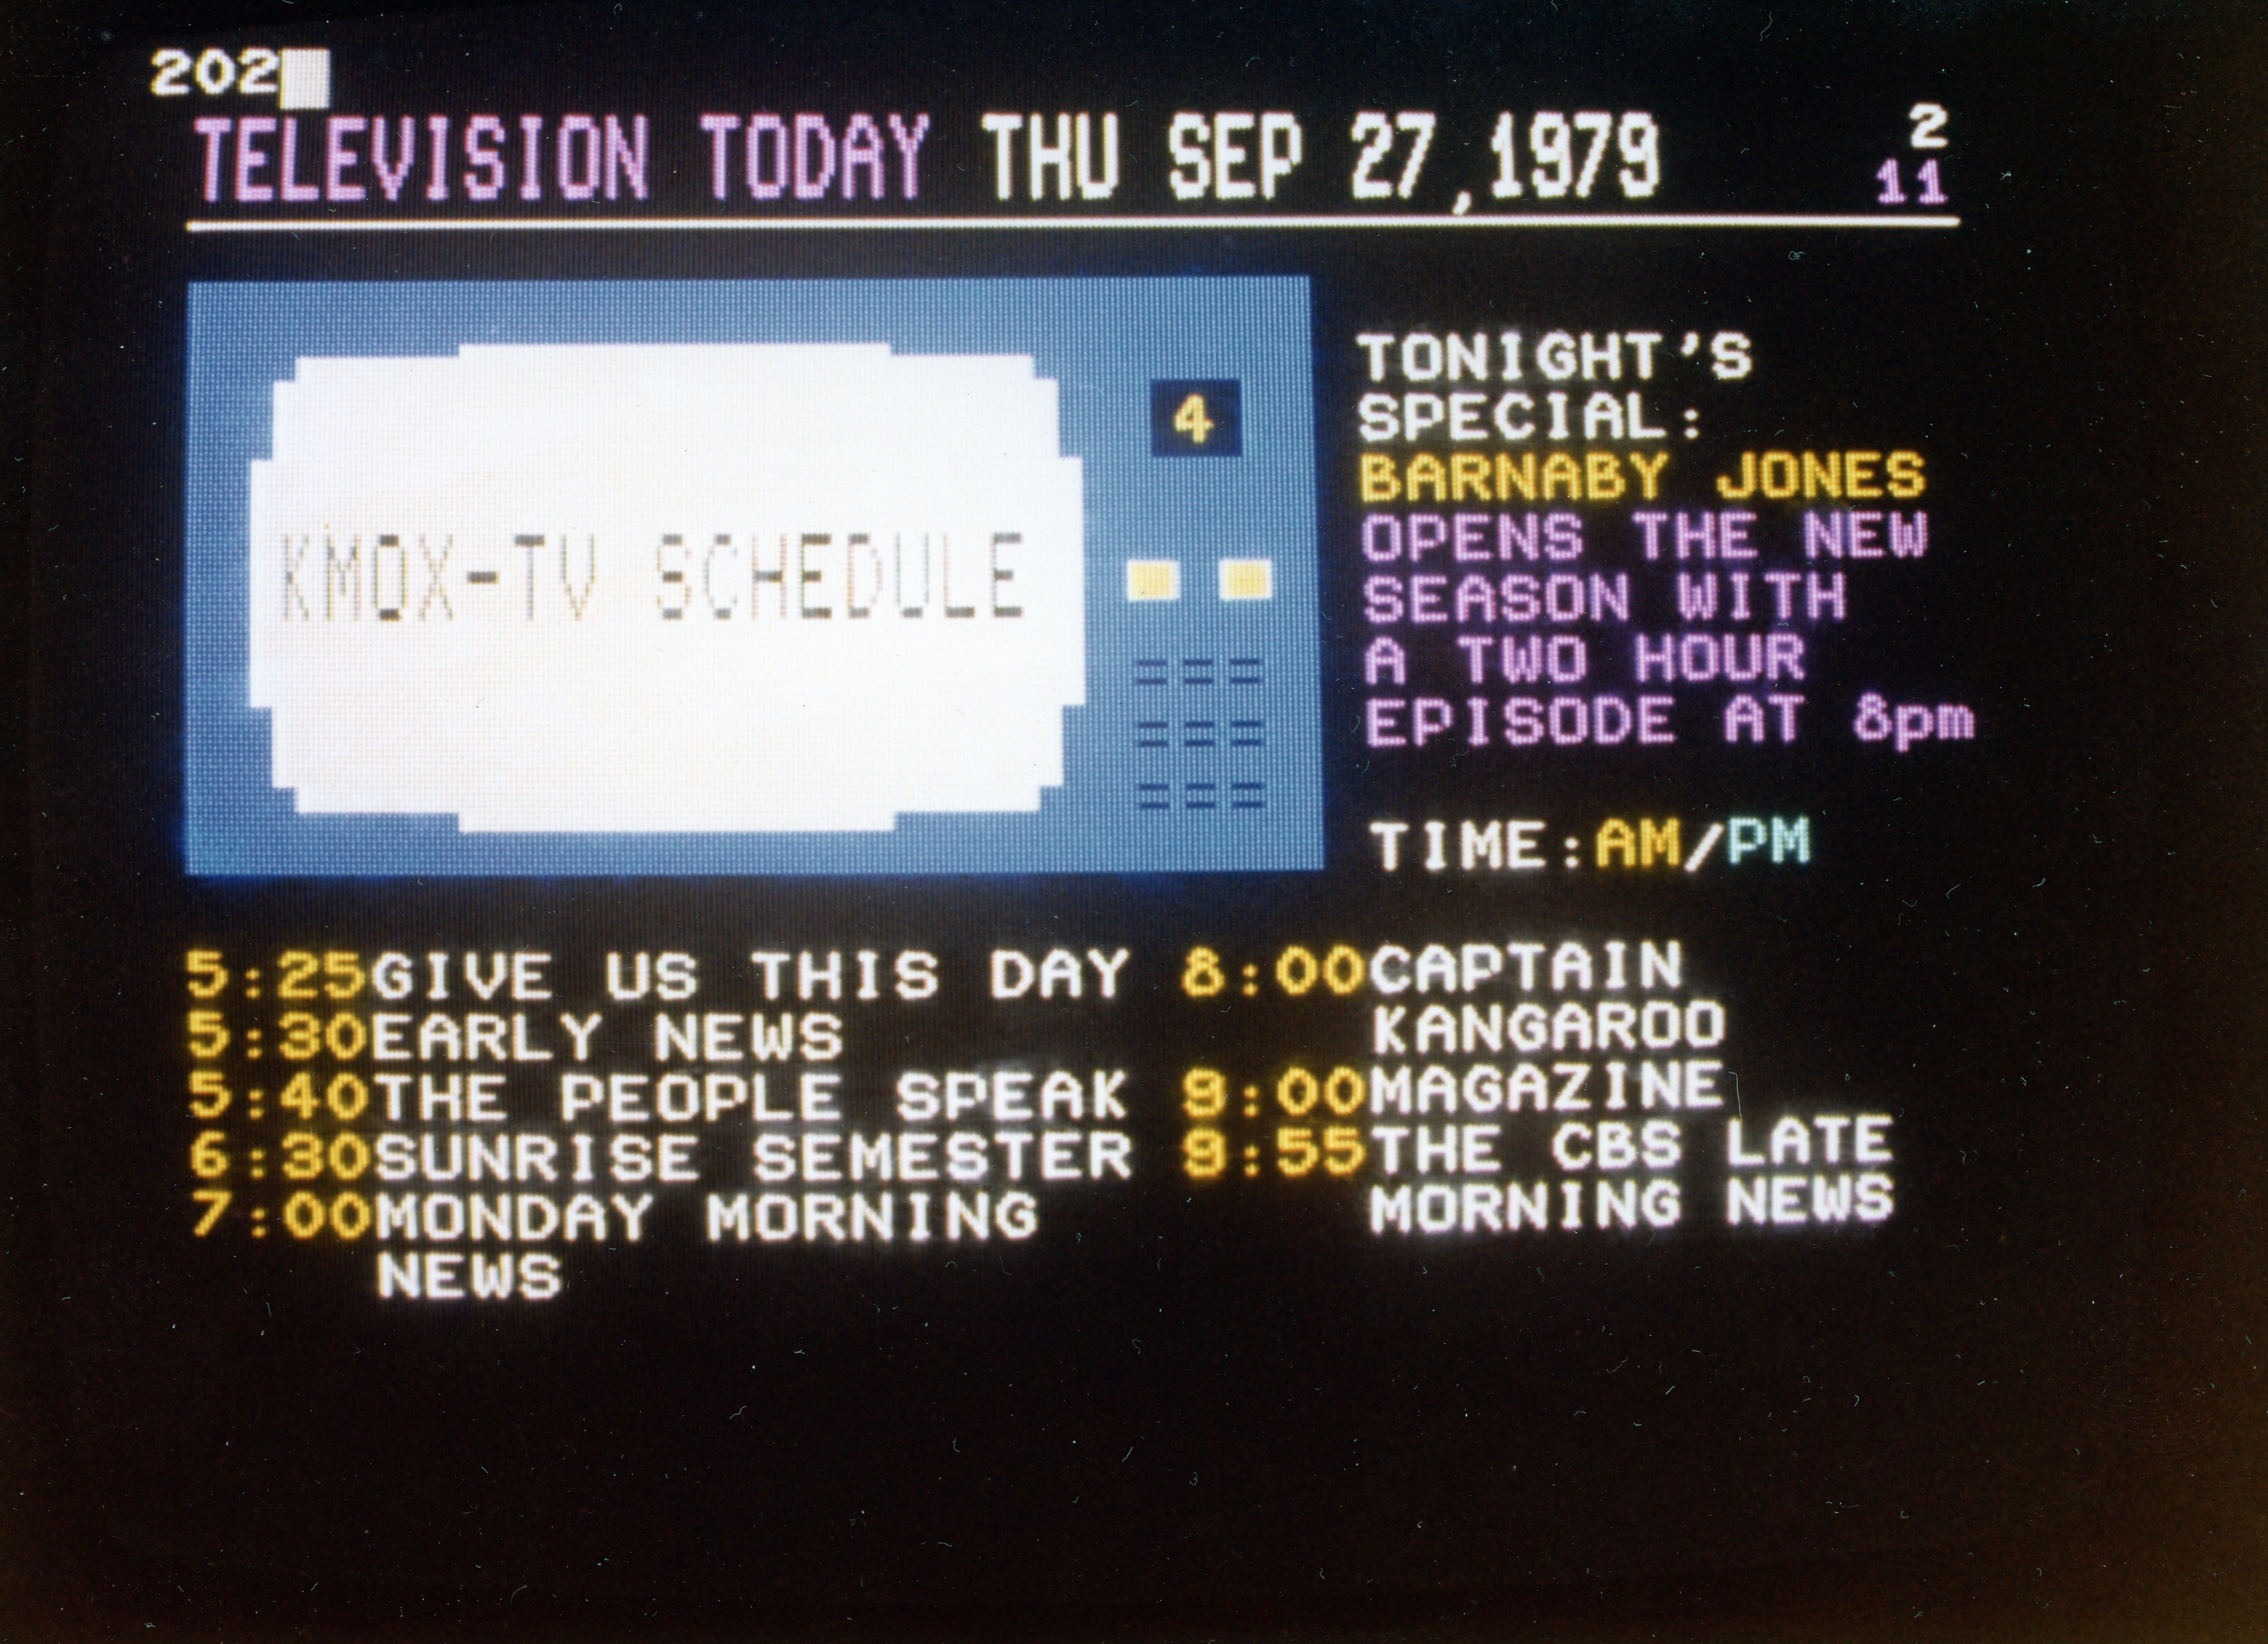 202
TELEVISION TODAY THU SEP 27,1979
2
11
4
KMOX-TV SCHEDULE
TONIGHT'S
SPECIAL:
BARNABY JONES
OPENS THE NEW
SEASON WITH
A TWO HOUR
EPISODE AT 8pm
TIME:AM/PM
5:25GIVE US THIS DAY
5:30EARLY NEWS
5:40THE PEOPLE SPEAK
6:30SUNRISE SEMESTER
7:00MONDAY MORNING
NEWS
8:00CAPTAIN
KANGAROO
9:00MAGAZINE
9:55THE CBS LATE
MORNING NEWS